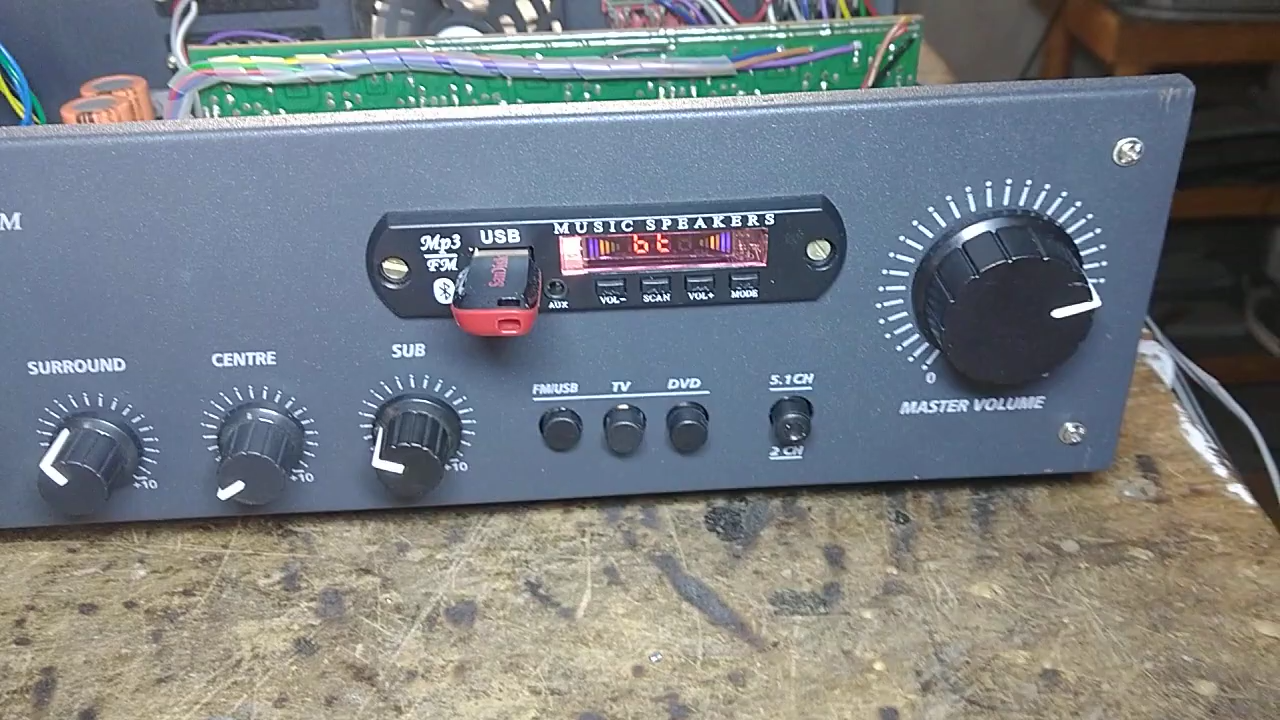 M
MUSIC SPEAKERS
Mp3
FM
USB
SanDisk
bt
AUX
VOL-
SCAN
VOL+
MODE
SURROUND
+10
CENTRE
+10
SUB
+10
FM/USB
TV
DVD
5.1CH
2 CH
0
MASTER VOLUME